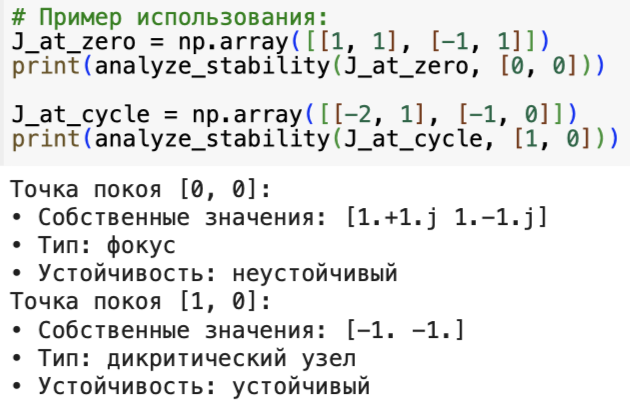 # Пример использования:
J_at_zero = np.array([[1, 1], [-1, 1]])
print(analyze_stability(J_at_zero, [0, 0]))
J_at_cycle = np.array([[-2, 1], [-1, 0]])
print(analyze_stability(J_at_cycle, [1, 0]))
Точка покоя [0, 0]:
• Собственные значения: [1.+1.j 1.-1.j]
• Тип: фокус
• Устойчивость: неустойчивый
Точка покоя [1, 0]:
• Собственные значения: [-1. -1.]
• Тип: дикритический узел
• Устойчивость: устойчивый